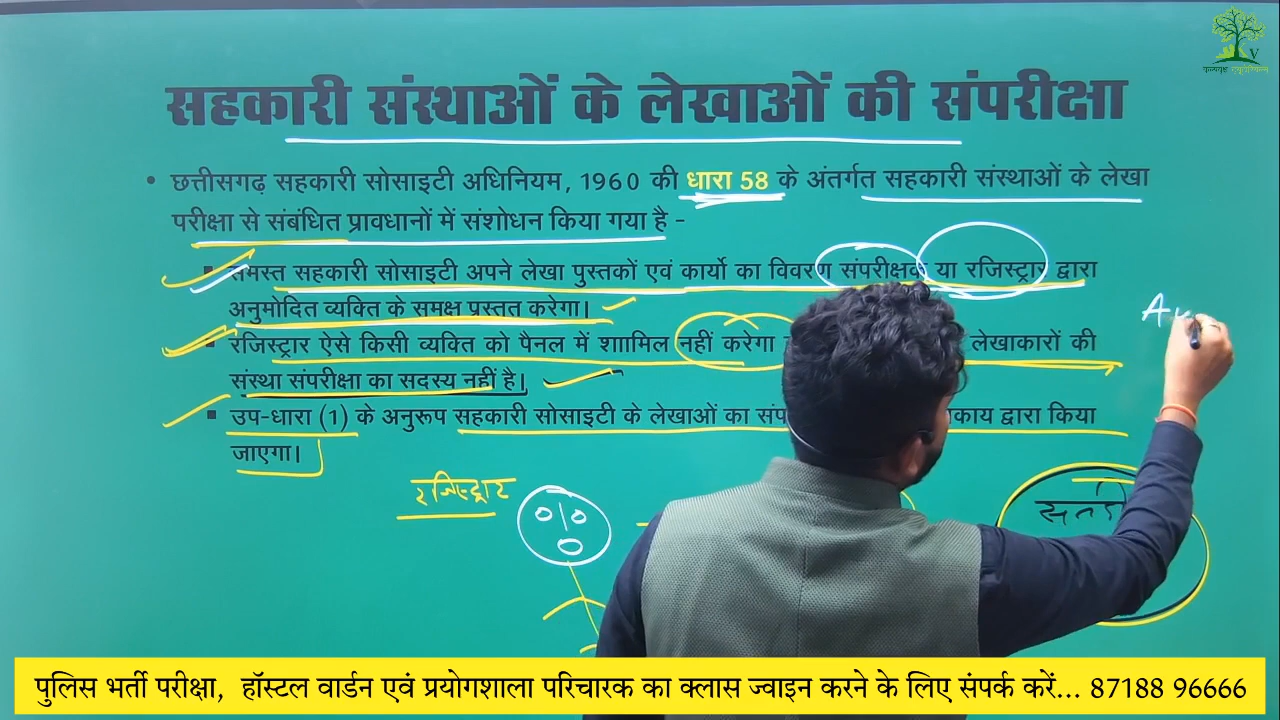 सहकारी संस्थाओं के लेखाओं की संपरीक्षा
• छत्तीसगढ़ सहकारी सोसाइटी अधिनियम, 1960 की धारा 58 के अंतर्गत सहकारी संस्थाओं के लेखा
परीक्षा से संबंधित प्रावधानों में संशोधन किया गया है -
▪ समस्त सहकारी सोसाइटी अपने लेखा पुस्तकों एवं कार्यो का विवरण संपरीक्षक या रजिस्ट्रार द्वारा
अनुमोदित व्यक्ति के समक्ष प्रस्तत करेगा।
▪ रजिस्ट्रार ऐसे किसी व्यक्ति को पैनल में शाामिल नहीं करेगा लेखाकारों की
संस्था संपरीक्षा का सदस्य नहीं है।
▪ उप-धारा (1) के अनुरूप सहकारी सोसाइटी के लेखाओं का द्वारा किया
जाएगा।
रजिस्ट्रार
पुलिस भर्ती परीक्षा, हॉस्टल वार्डन एवं प्रयोगशाला परिचारक का क्लास ज्वाइन करने के लिए संपर्क करें... 87188 96666